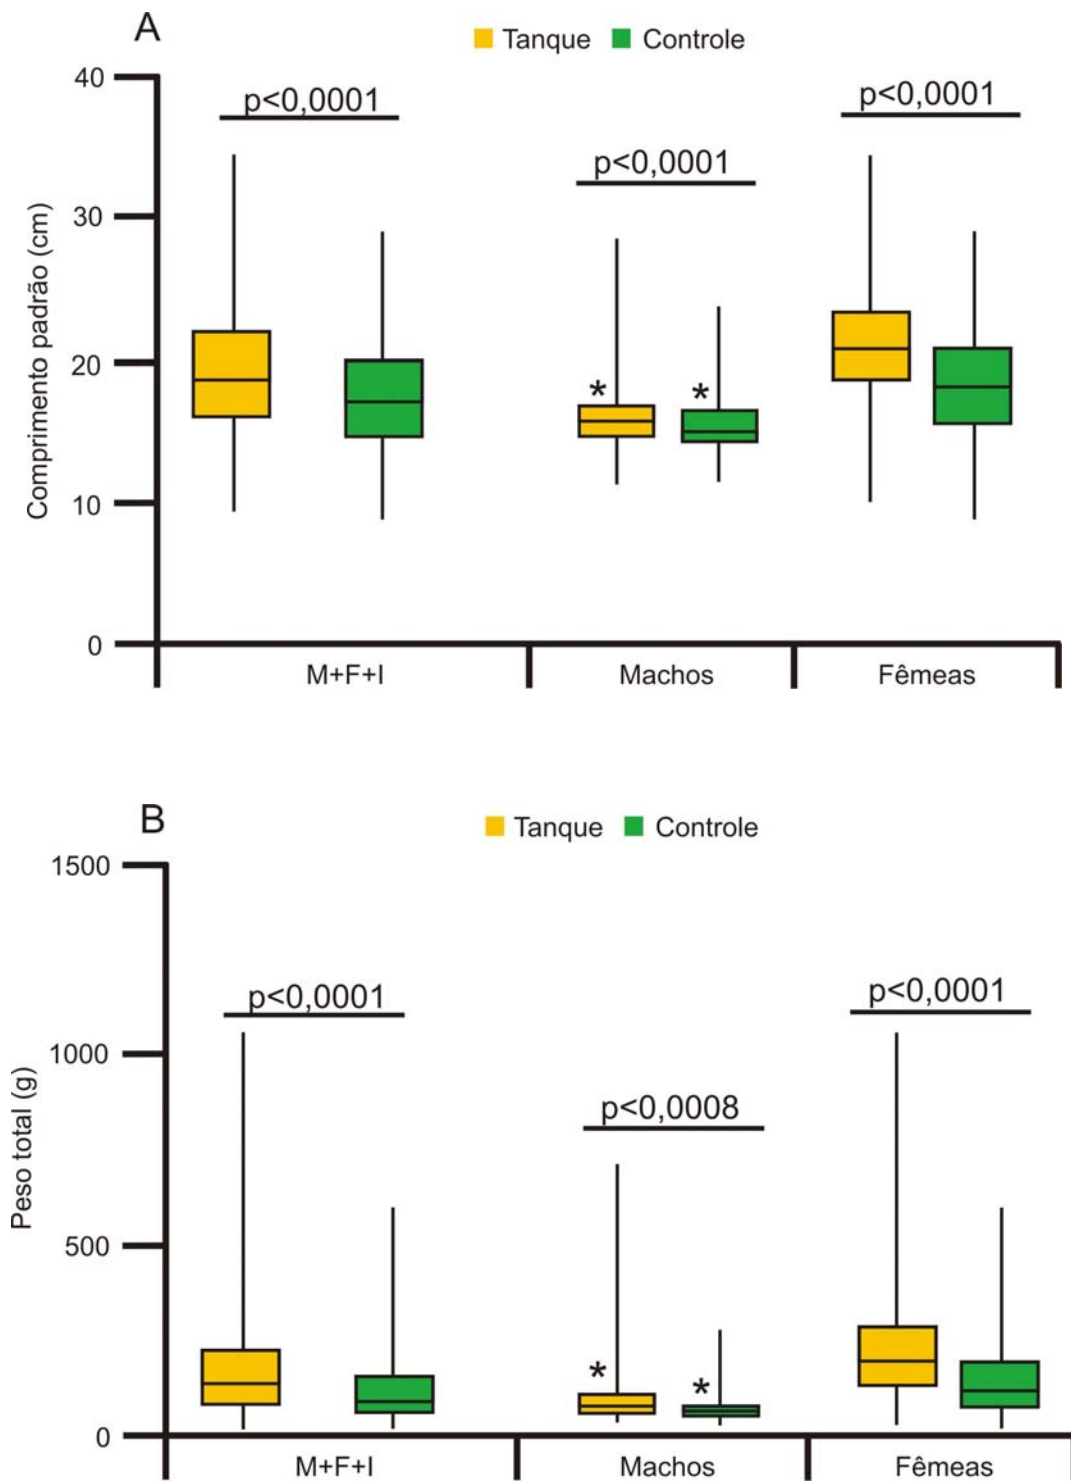 A
Tanque Controle
40
p<0,0001
p<0,0001
p<0,0001
30
20
10
0
* *
Comprimento padrão (cm)
M+F+I Machos Fêmeas
B
Tanque Controle
1500
p<0,0001
p<0,0001
1000
p<0,0008
500
0
* *
Peso total (g)
M+F+I Machos Fêmeas